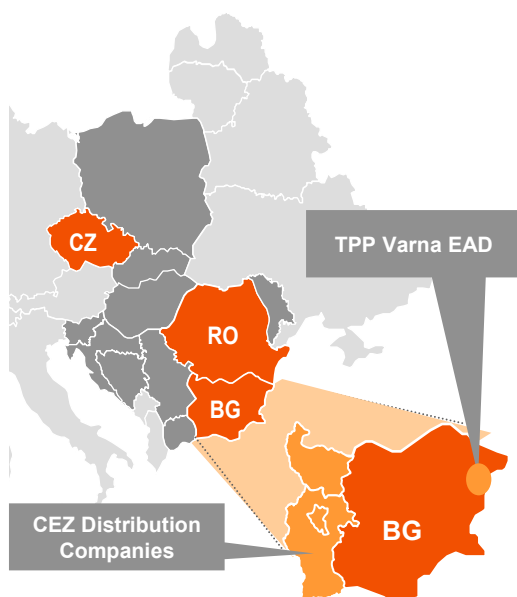 CZ
TPP Varna EAD
RO
BG
CEZ Distribution
Companies
BG